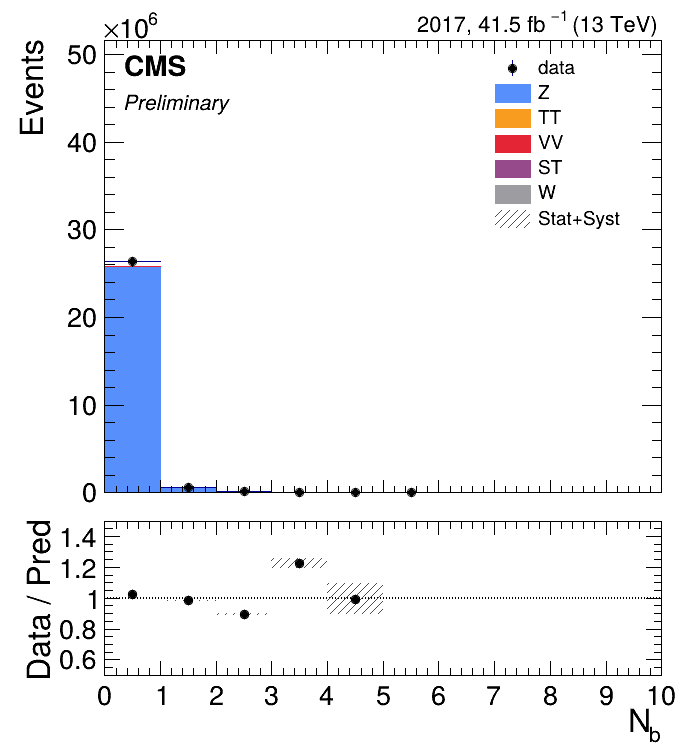 ×10⁶
2017, 41.5 fb⁻¹ (13 TeV)
CMS
Preliminary
data
Z
TT
VV
ST
W
Stat+Syst
Events
50
40
30
20
10
0
Data / Pred
1.4
1.2
1
0.8
0.6
0 1 2 3 4 5 6 7 8 9 10
N_b